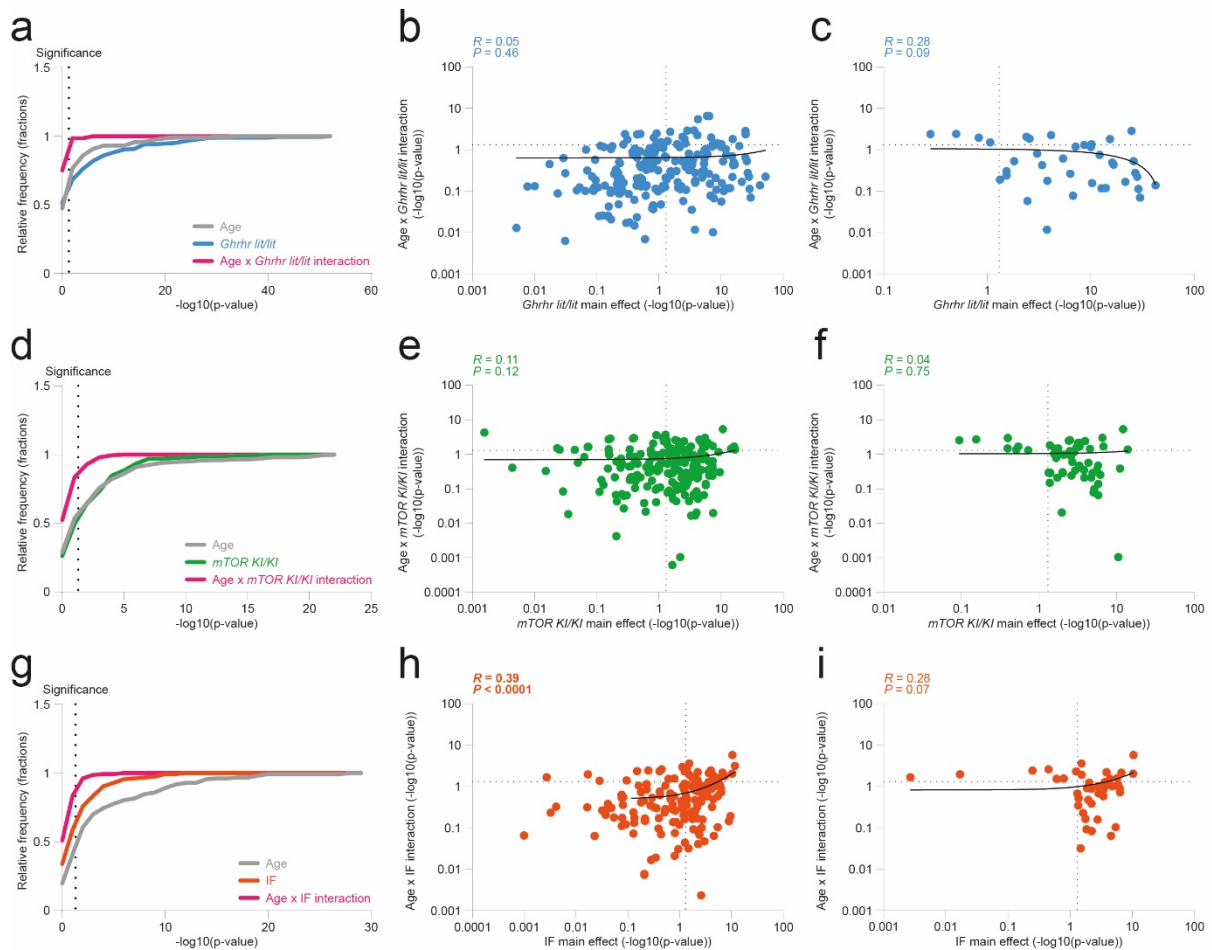 a
Significance
1.5
1
0.5
0
0
20
40
60
Relative frequency (fractions)
-log10(p-value)
Age
Ghrhr lit/lit
Age x Ghrhr lit/lit interaction
b
R = 0.05
P = 0.46
100
10
1
0.1
0.01
0.001
0.001
0.01
0.1
1
10
100
Age x Ghrhr lit/lit interaction
(-log10(p-value))
Ghrhr lit/lit main effect (-log10(p-value))
c
R = 0.28
P = 0.09
100
10
1
0.1
0.01
0.001
0.1
1
10
100
Age x Ghrhr lit/lit interaction
(-log10(p-value))
Ghrhr lit/lit main effect (-log10(p-value))
d
Significance
1.5
1
0.5
0
0
5
10
15
20
25
Relative frequency (fractions)
-log10(p-value)
Age
mTOR KI/KI
Age x mTOR KI/KI interaction
e
R = 0.11
P = 0.12
100
10
1
0.1
0.01
0.001
0.0001
0.001
0.01
0.1
1
10
100
Age x mTOR KI/KI interaction
(-log10(p-value))
mTOR KI/KI main effect (-log10(p-value))
f
R = 0.04
P = 0.75
100
10
1
0.1
0.01
0.001
0.0001
0.01
0.1
1
10
100
Age x mTOR KI/KI interaction
(-log10(p-value))
mTOR KI/KI main effect (-log10(p-value))
g
Significance
1.5
1
0.5
0
0
10
20
30
Relative frequency (fractions)
-log10(p-value)
Age
IF
Age x IF interaction
h
R = 0.39
P < 0.0001
100
10
1
0.1
0.01
0.001
0.0001
0.001
0.01
0.1
1
10
100
Age x IF interaction (-log10(p-value))
IF main effect (-log10(p-value))
i
R = 0.28
P = 0.07
100
10
1
0.1
0.01
0.001
0.001
0.01
0.1
1
10
100
Age x IF interaction (-log10(p-value))
IF main effect (-log10(p-value))